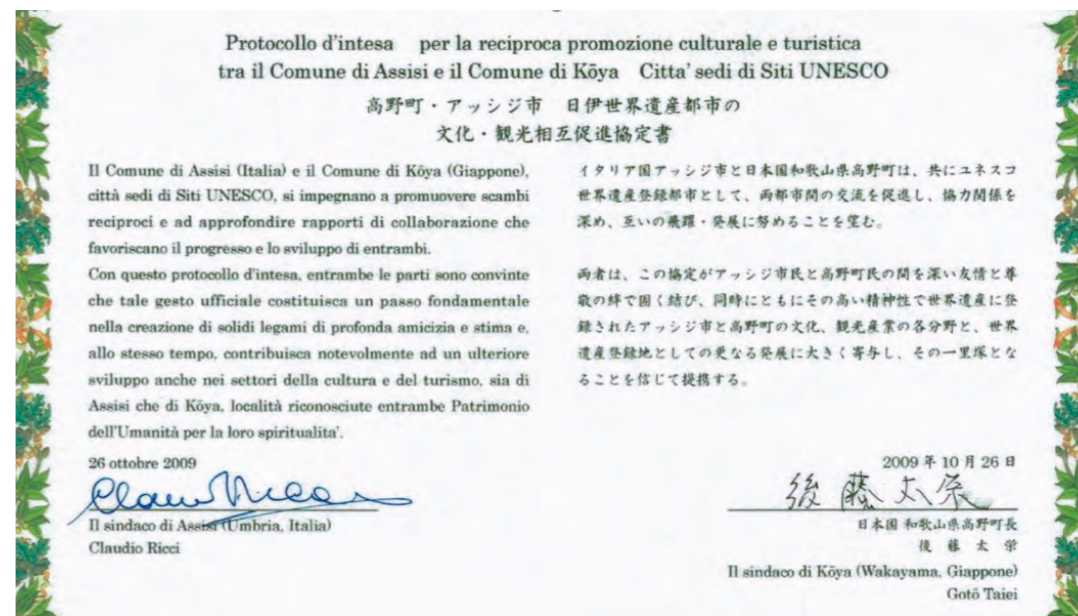 Protocollo d'intesa per la reciproca promozione culturale e turistica
tra il Comune di Assisi e il Comune di Kōya Citta' sedi di Siti UNESCO
高野町・アッシジ市 日伊世界遺産都市の
文化・観光相互促進協定書
Il Comune di Assisi (Italia) e il Comune di Kōya (Giappone),
città sedi di Siti UNESCO, si impegnano a promuovere scambi
reciproci e ad approfondire rapporti di collaborazione che
favoriscano il progresso e lo sviluppo di entrambi.
Con questo protocollo d'intesa, entrambe le parti sono convinte
che tale gesto ufficiale costituisca un passo fondamentale
nella creazione di solidi legami di profonda amicizia e stima e,
allo stesso tempo, contribuisca notevolmente ad un ulteriore
sviluppo anche nei settori della cultura e del turismo, sia di
Assisi che di Kōya, località riconosciute entrambe Patrimonio
dell'Umanità per la loro spiritualita'.
26 ottobre 2009
Claudio Ricci
Il sindaco di Assisi (Umbria, Italia)
Claudio Ricci
イタリア国アッシジ市と日本国和歌山県高野町は、共にユネスコ
世界遺産登録都市として、両都市間の交流を促進し、協力関係を
深め、互いの飛躍・発展に努めることを望む。
両者は、この協定がアッシジ市民と高野町民の間を深い友情と尊
敬の絆で固く結び、同時にともにその高い精神性で世界遺産に登
録されたアッシジ市と高野町の文化、観光産業の各分野と、世界
遺産登録地としての更なる発展に大きく寄与し、その一里塚とな
ることを信じて提携する。
2009年10月26日
後藤太栄
日本国 和歌山県高野町長
後藤太栄
Il sindaco di Kōya (Wakayama, Giappone)
Gotō Taiei